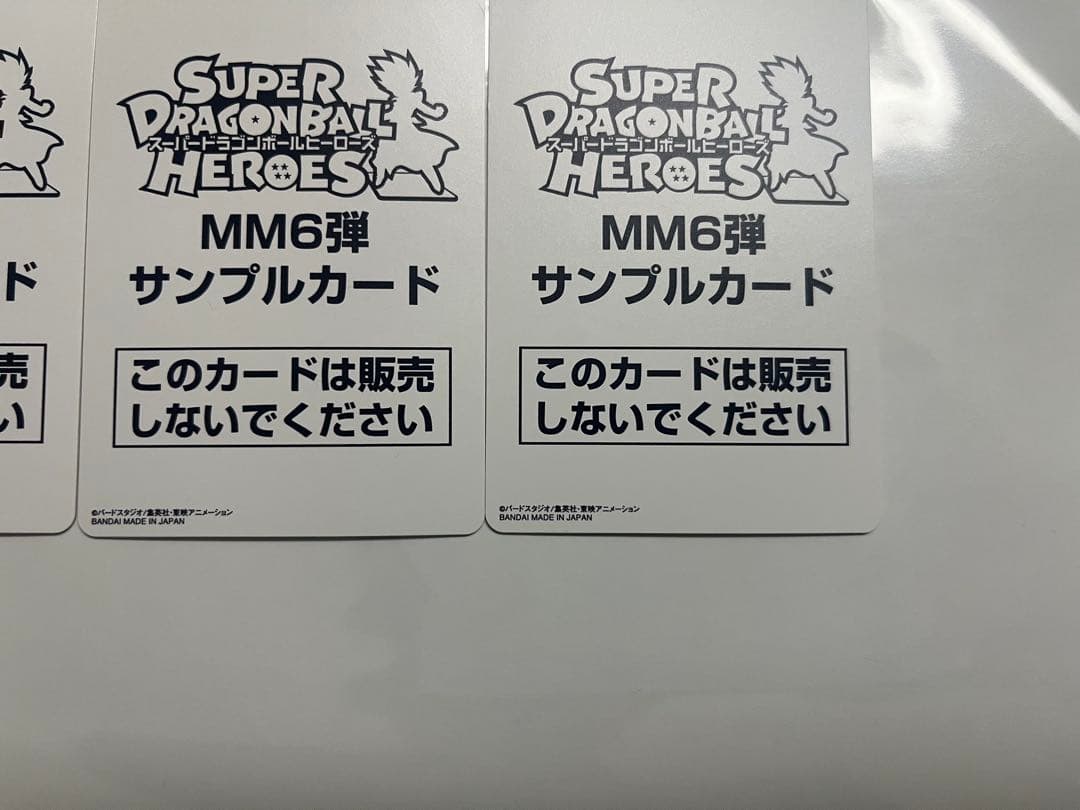 ド
売
い
SUPER
DRAGONBALL
スーパードラゴンボールヒーローズ
HEROES
MM6弾
サンプルカード
このカードは販売
しないでください
©バードスタジオ/集英社・東映アニメーション
BANDAI MADE IN JAPAN
SUPER
DRAGONBALL
スーパードラゴンボールヒーローズ
HEROES
MM6弾
サンプルカード
このカードは販売
しないでください
©バードスタジオ/集英社・東映アニメーション
BANDAI MADE IN JAPAN